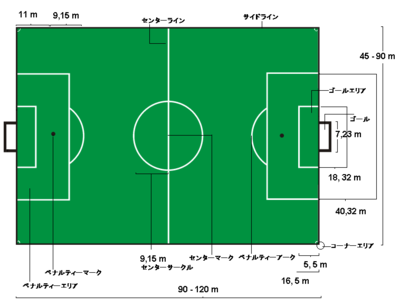 11 m
9,15 m
センターライン
サイドライン
45 - 90 m
ゴールエリア
ゴール
7,23 m
18, 32 m
40,32 m
9,15 m
センターサークル
センターマーク
ペナルティーアーク
コーナーエリア
ペナルティーマーク
5, 5 m
ペナルティーエリア
16, 5 m
90 - 120 m